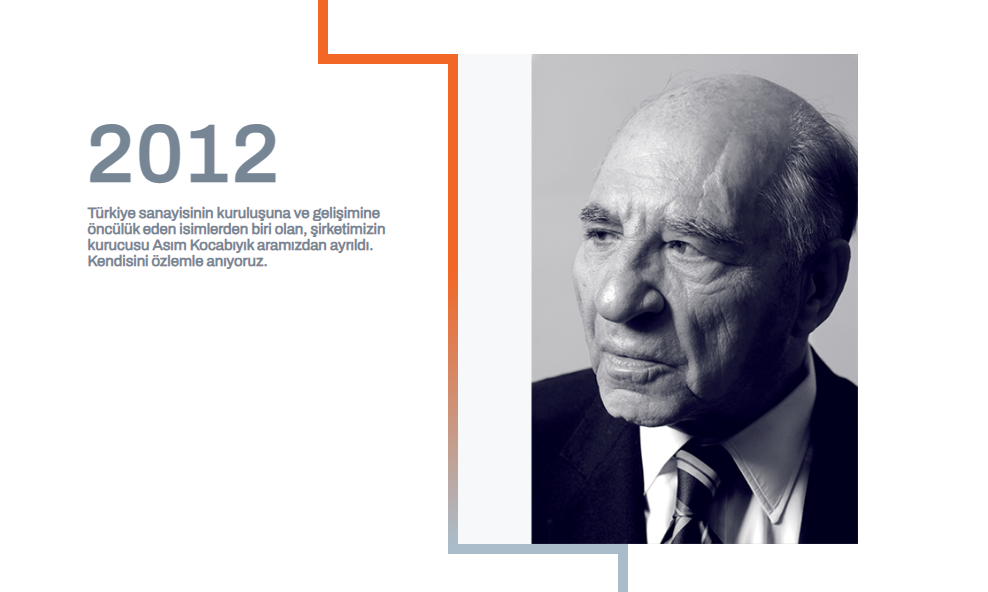 2012
Türkiye sanayisinin kuruluşuna ve gelişimine
öncülük eden isimlerden biri olan, şirketimizin
kurucusu Asım Kocabıyık aramızdan ayrıldı.
Kendisini özlemle anıyoruz.